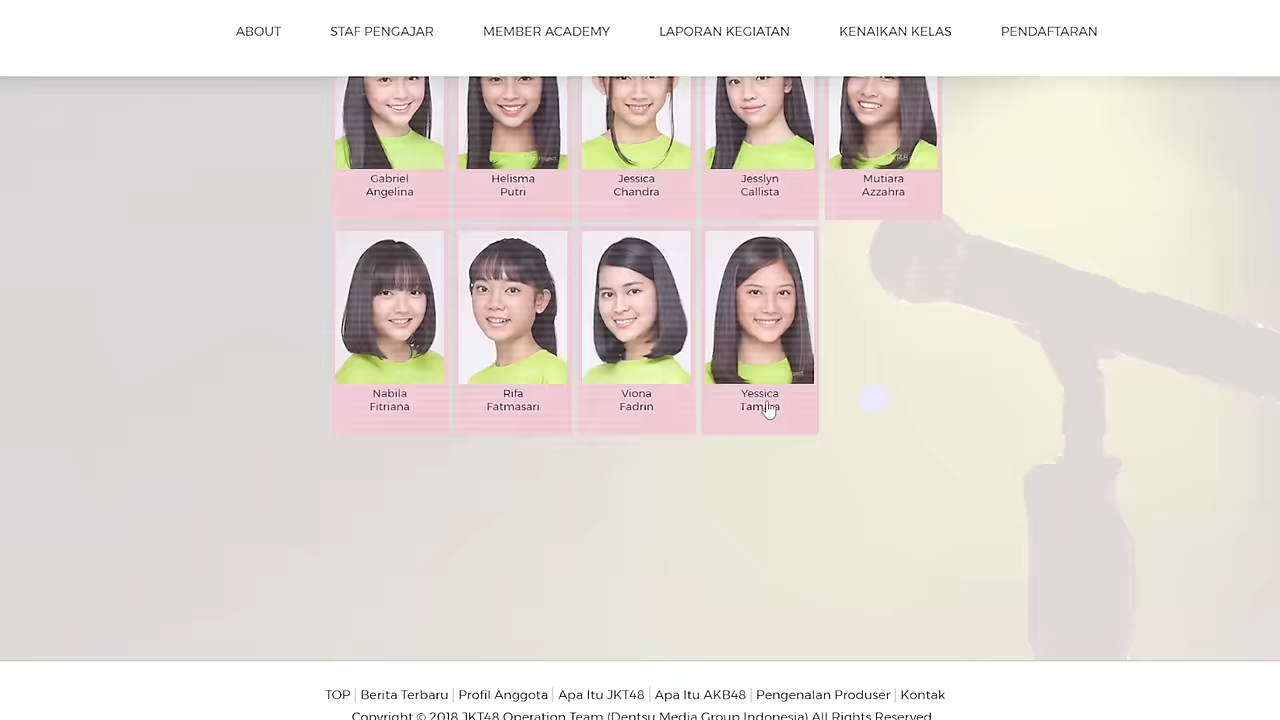 ABOUT STAF PENGAJAR MEMBER ACADEMY LAPORAN KEGIATAN KENAIKAN KELAS PENDAFTARAN
Gabriel
Angelina
Helisma
Putri
Jessica
Chandra
Jesslyn
Callista
Mutiara
Azzahra
Nabila
Fitriana
Rifa
Fatmasari
Viona
Fadrin
Yessica
Tamara
TOP | Berita Terbaru | Profil Anggota | Apa Itu JKT48 | Apa Itu AKB48 | Pengenalan Produser | Kontak
Copyright © 2018 JKT48 Operation Team (Dentsu Media Group Indonesia) All Rights Reserved